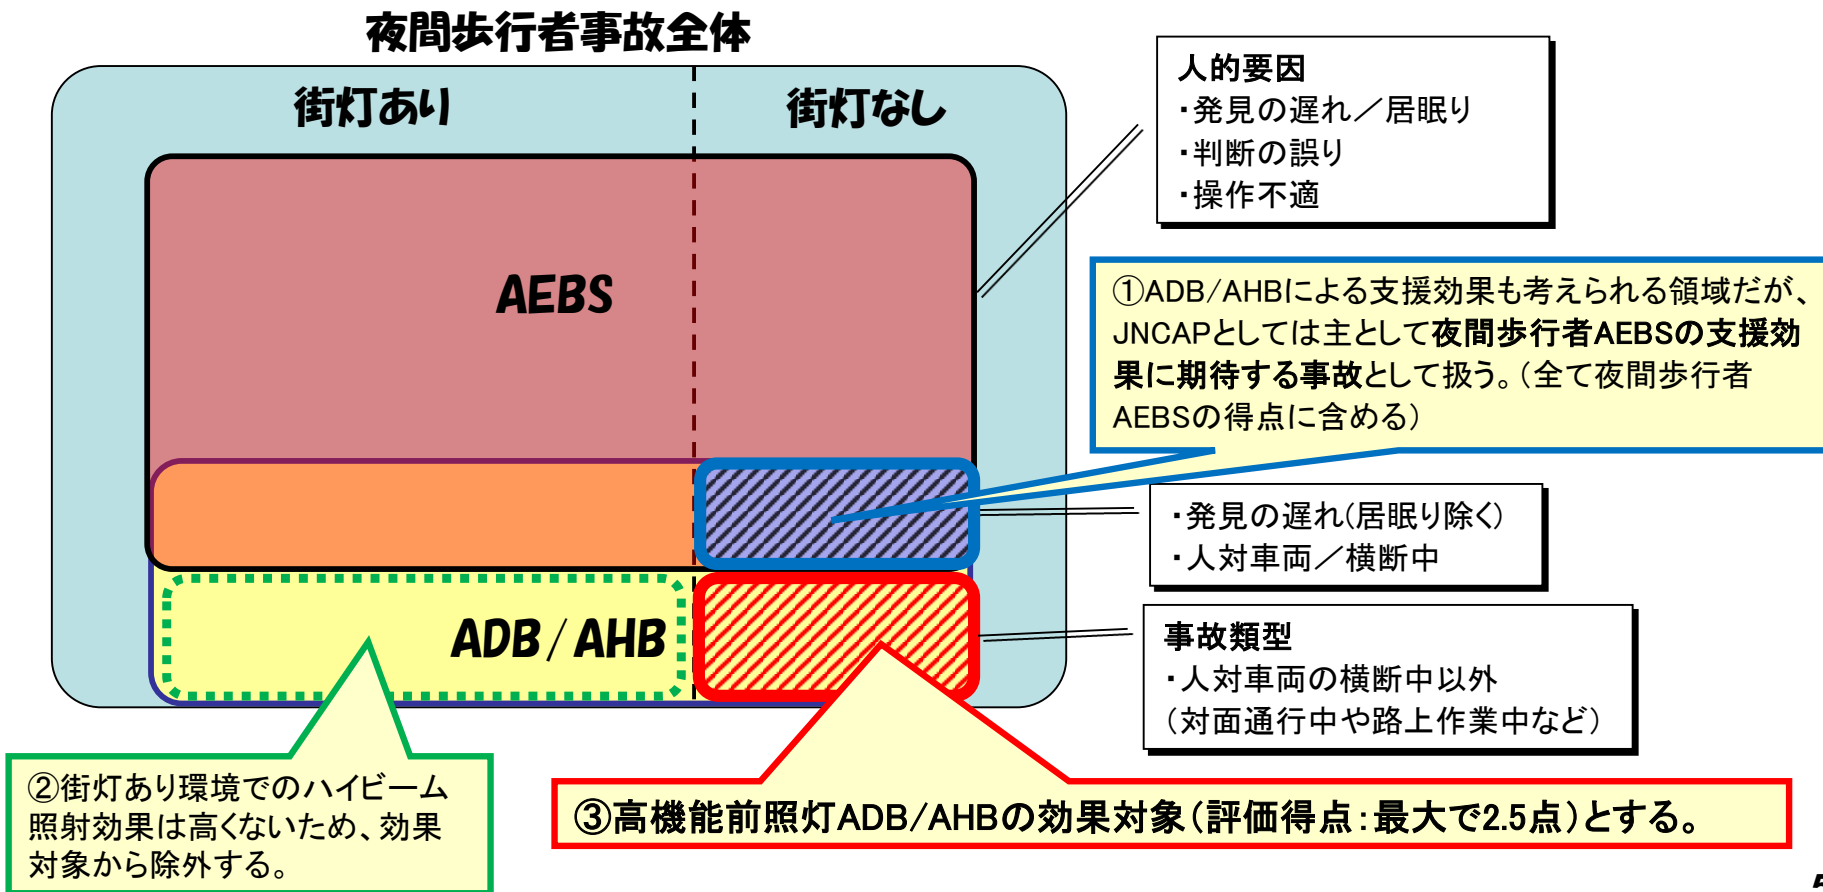 夜間歩行者事故全体
街灯あり
街灯なし
AEBS
ADB/AHB
人的要因
・発見の遅れ/居眠り
・判断の誤り
・操作不適
①ADB/AHBによる支援効果も考えられる領域だが、
JNCAPとしては主として夜間歩行者AEBSの支援効
果に期待する事故として扱う。(全て夜間歩行者
AEBSの得点に含める)
・発見の遅れ(居眠り除く)
・人対車両/横断中
事故類型
・人対車両の横断中以外
(対面通行中や路上作業中など)
②街灯あり環境でのハイビーム
照射効果は高くないため、効果
対象から除外する。
③高機能前照灯ADB/AHBの効果対象(評価得点:最大で2.5点)とする。